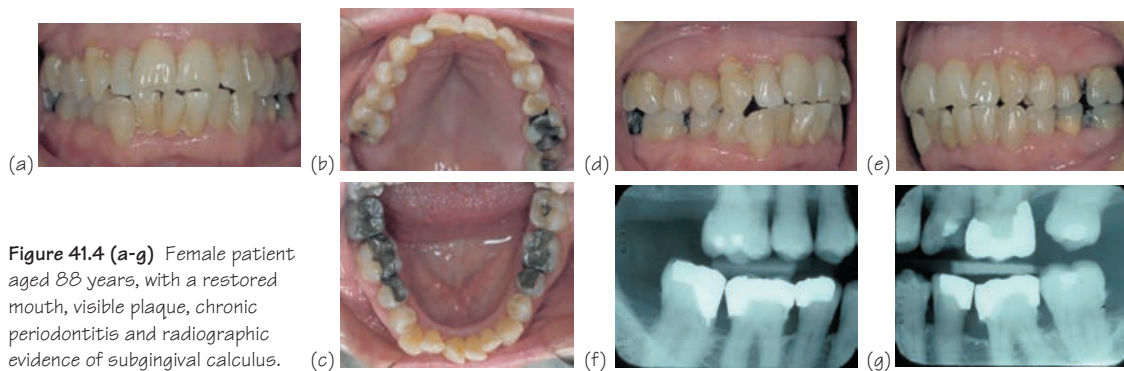 (a)
(b)
(d)
(e)
Figure 41.4 (a-g) Female patient
aged 88 years, with a restored
mouth, visible plaque, chronic
periodontitis and radiographic
evidence of subgingival calculus.
(c)
(f)
(g)